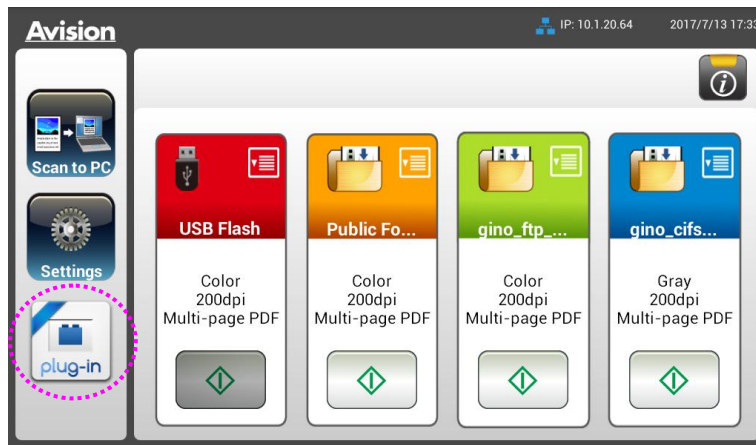 Avision
IP: 10.1.20.64
2017/7/13 17:33
Scan to PC
Settings
plug-in
i
USB Flash
Color
200dpi
Multi-page PDF
Public Fo...
Color
200dpi
Multi-page PDF
gino_ftp_...
Color
200dpi
Multi-page PDF
gino_cifs...
Gray
200dpi
Multi-page PDF